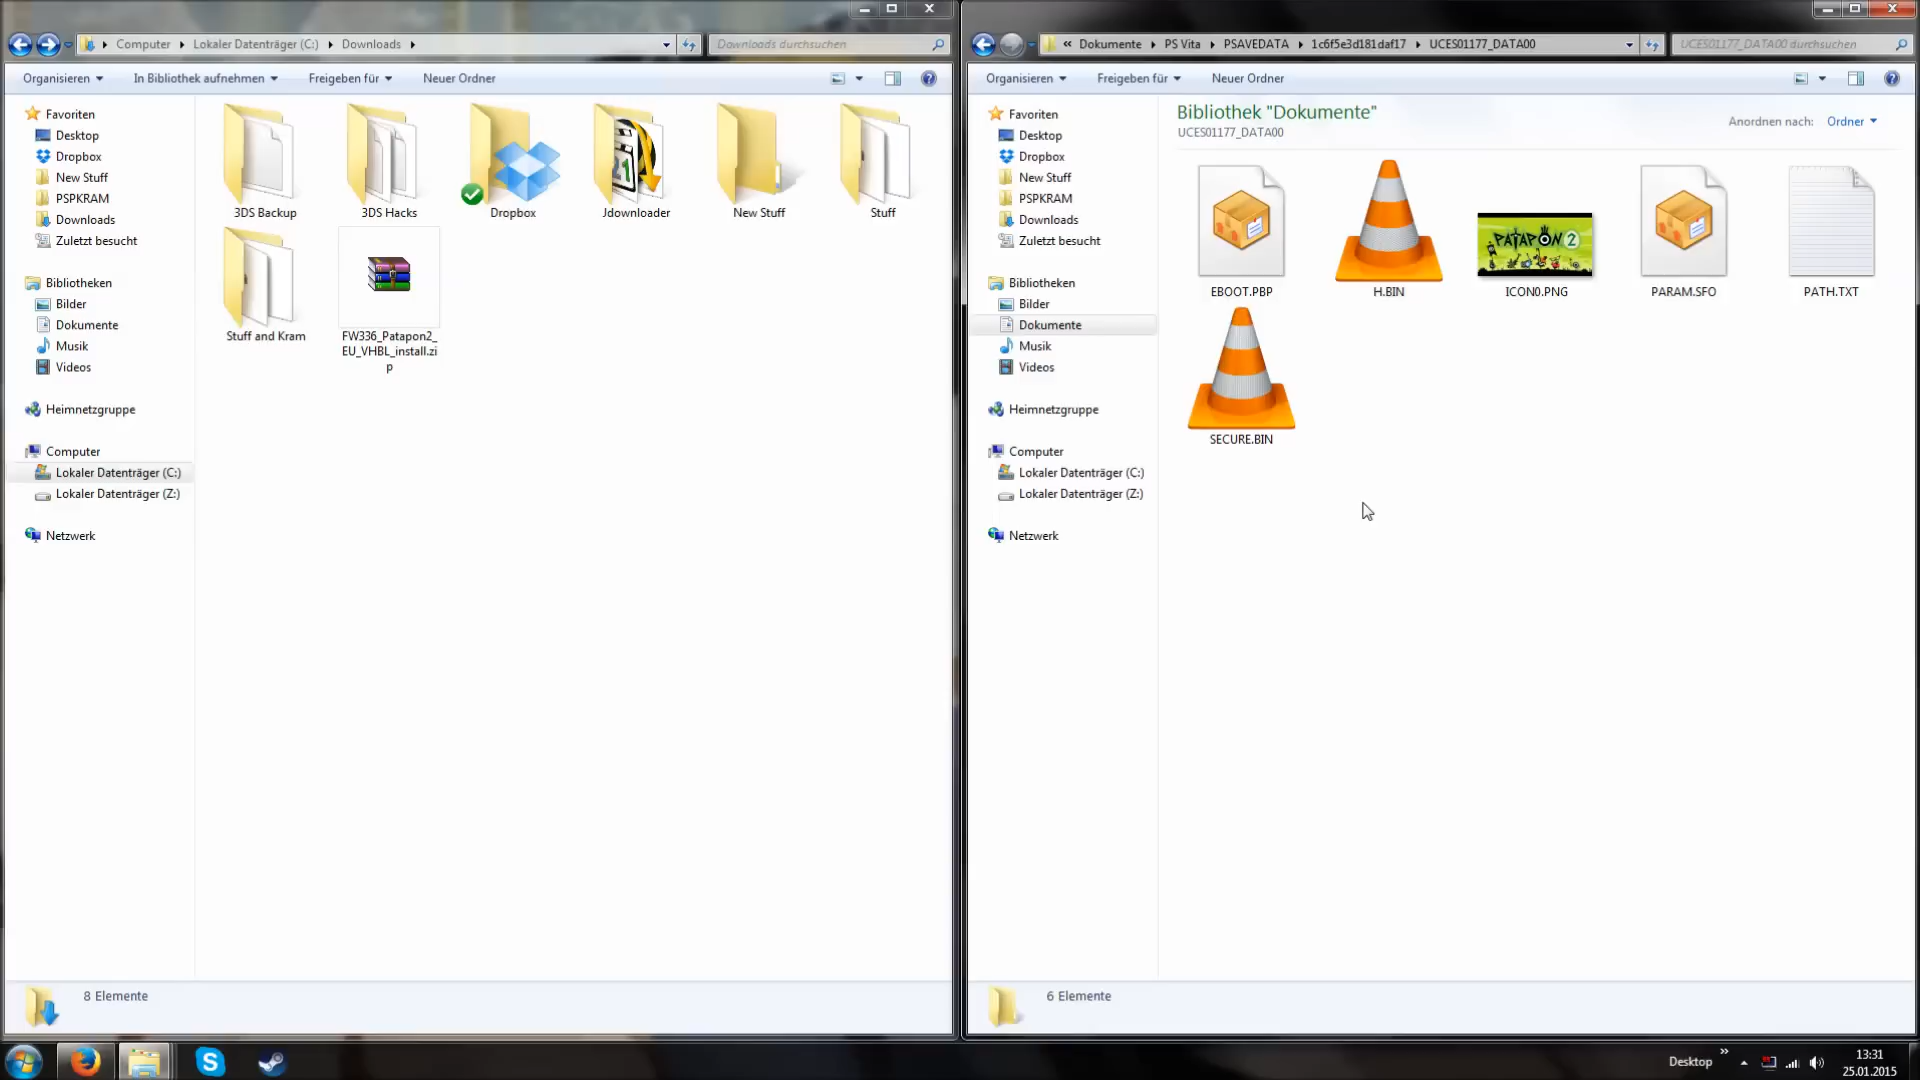 Computer ▸ Lokaler Datenträger (C:) ▸ Downloads ▸
Downloads durchsuchen
Organisieren
In Bibliothek aufnehmen
Freigeben für
Neuer Ordner
Favoriten
Desktop
Dropbox
New Stuff
PSPKRAM
Downloads
Zuletzt besucht
Bibliotheken
Bilder
Dokumente
Musik
Videos
Heimnetzgruppe
Computer
Lokaler Datenträger (C:)
Lokaler Datenträger (Z:)
Netzwerk
3DS Backup
3DS Hacks
Dropbox
Jdownloader
New Stuff
Stuff
Stuff and Kram
FW336_Patapon2_
EU_VHBL_install.zi
p
8 Elemente
« Dokumente ▸ PS Vita ▸ PSAVEDATA ▸ 1c6f5e3d181daf17 ▸ UCES01177_DATA00
UCES01177_DATA00 durchsuchen
Organisieren
Freigeben für
Neuer Ordner
Favoriten
Desktop
Dropbox
New Stuff
PSPKRAM
Downloads
Zuletzt besucht
Bibliotheken
Bilder
Dokumente
Musik
Videos
Heimnetzgruppe
Computer
Lokaler Datenträger (C:)
Lokaler Datenträger (Z:)
Netzwerk
Bibliothek "Dokumente"
UCES01177_DATA00
Anordnen nach: Ordner
EBOOT.PBP
H.BIN
PATAPON 2
ICON0.PNG
PARAM.SFO
PATH.TXT
SECURE.BIN
6 Elemente
Desktop »
13:31
25.01.2015